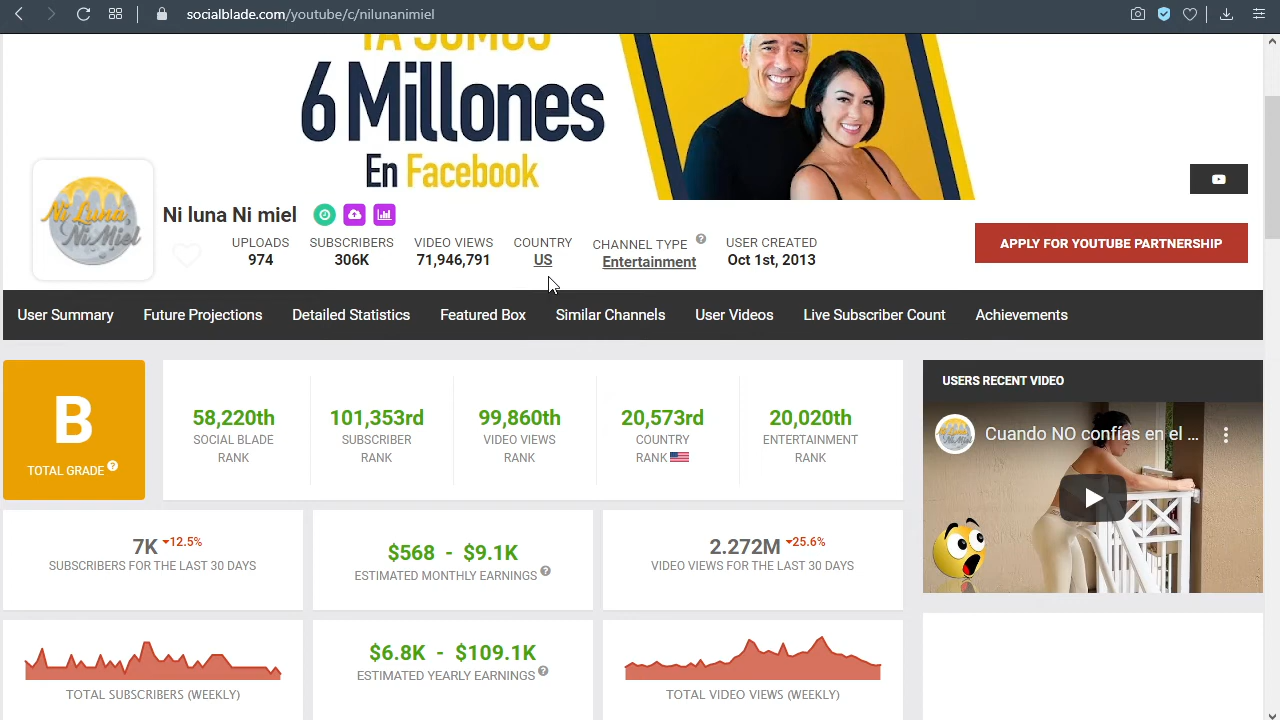 socialblade.com/youtube/c/nilunanimiel
YA SOMOS
6 Millones
En Facebook
Ni Luna,
Ni Miel
Ni luna Ni miel
UPLOADS
974
SUBSCRIBERS
306K
VIDEO VIEWS
71,946,791
COUNTRY
US
CHANNEL TYPE ?
Entertainment
USER CREATED
Oct 1st, 2013
APPLY FOR YOUTUBE PARTNERSHIP
User Summary
Future Projections
Detailed Statistics
Featured Box
Similar Channels
User Videos
Live Subscriber Count
Achievements
B
TOTAL GRADE ?
58,220th
SOCIAL BLADE
RANK
101,353rd
SUBSCRIBER
RANK
99,860th
VIDEO VIEWS
RANK
20,573rd
COUNTRY
RANK
20,020th
ENTERTAINMENT
RANK
USERS RECENT VIDEO
Cuando NO confías en el ...
7K -12.5%
SUBSCRIBERS FOR THE LAST 30 DAYS
$568 - $9.1K
ESTIMATED MONTHLY EARNINGS ?
2.272M -25.6%
VIDEO VIEWS FOR THE LAST 30 DAYS
TOTAL SUBSCRIBERS (WEEKLY)
$6.8K - $109.1K
ESTIMATED YEARLY EARNINGS ?
TOTAL VIDEO VIEWS (WEEKLY)